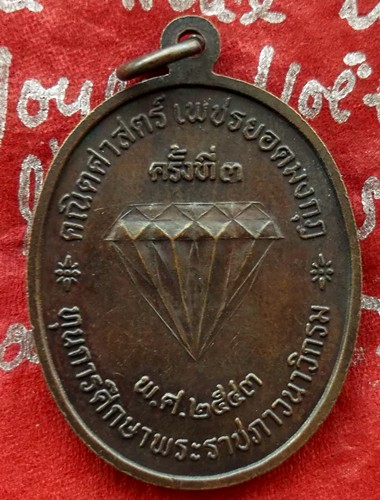 คณิตศาสตร์ เพชรยอดมงกุฎ
ครั้งที่ ๓
พ.ศ.๒๕๔๓
ทุนการศึกษาพระราชภาวนาวิกรม